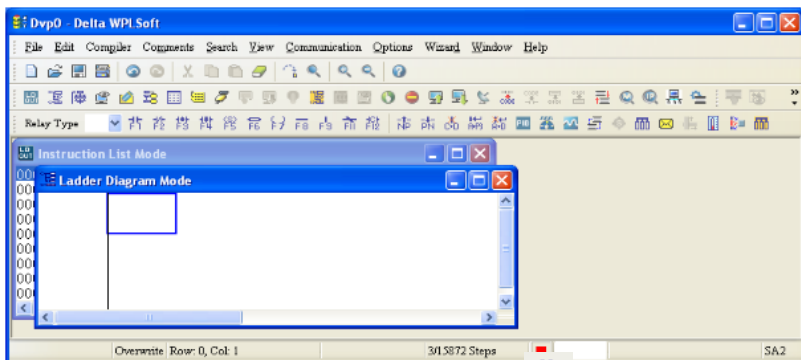 Dvp0 - Delta WPLSoft
File Edit Compiler Comments Search View Communication Options Wizard Window Help
Relay Type
Instruction List Mode
Ladder Diagram Mode
Overwrite Row: 0, Col: 1 3/15872 Steps SA2